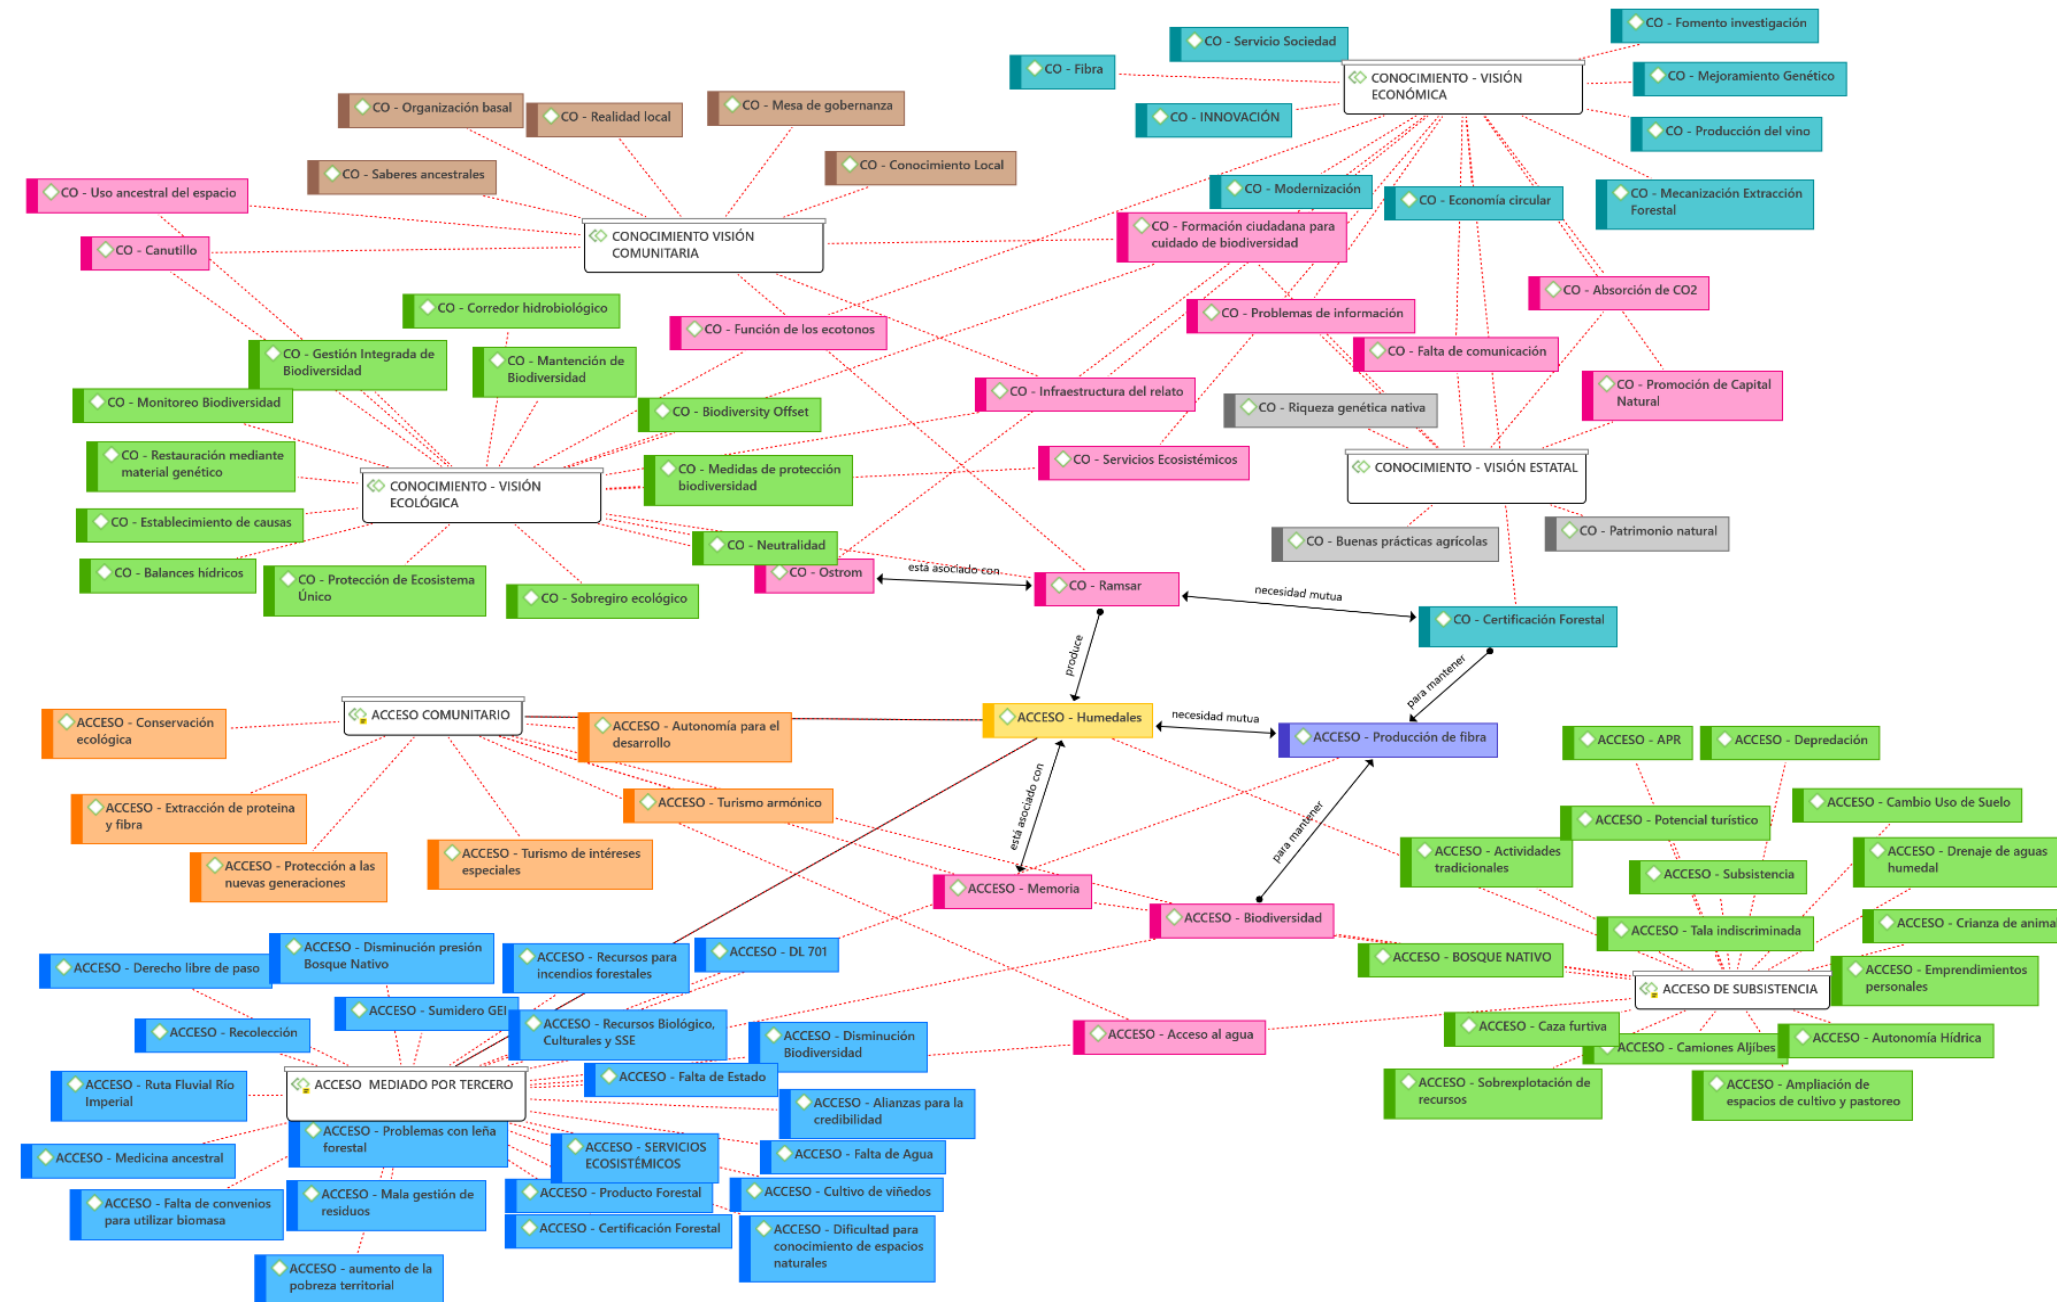 CO - Fomento investigación
CO - Servicio Sociedad
CO - Fibra
CONOCIMIENTO - VISIÓN
ECONÓMICA
CO - Mejoramiento Genético
CO - Organización basal
CO - Realidad local
CO - Mesa de gobernanza
CO - INNOVACIÓN
CO - Producción del vino
CO - Saberes ancestrales
CO - Conocimiento Local
CO - Uso ancestral del espacio
CO - Modernización
CO - Economía circular
CO - Mecanización Extracción
Forestal
CO - Canutillo
CONOCIMIENTO VISIÓN
COMUNITARIA
CO - Formación ciudadana para
cuidado de biodiversidad
CO - Absorción de CO2
CO - Corredor hidrobiológico
CO - Función de los ecotonos
CO - Problemas de información
CO - Gestión Integrada de
Biodiversidad
CO - Mantención de
Biodiversidad
CO - Falta de comunicación
CO - Monitoreo Biodiversidad
CO - Biodiversity Offset
CO - Infraestructura del relato
CO - Riqueza genética nativa
CO - Promoción de Capital
Natural
CO - Restauración mediante
material genético
CONOCIMIENTO - VISIÓN
ECOLÓGICA
CO - Medidas de protección
biodiversidad
CO - Servicios Ecosistémicos
CONOCIMIENTO - VISIÓN ESTATAL
CO - Establecimiento de causas
CO - Neutralidad
CO - Buenas prácticas agrícolas
CO - Patrimonio natural
CO - Balances hídricos
CO - Protección de Ecosistema
Único
CO - Sobregiro ecológico
CO - Ostrom
está asociado con
CO - Ramsar
necesidad mutua
CO - Certificación Forestal
produce
para mantener
ACCESO - Conservación
ecológica
ACCESO COMUNITARIO
ACCESO - Autonomía para el
desarrollo
ACCESO - Humedales
necesidad mutua
ACCESO - Producción de fibra
ACCESO - APR
ACCESO - Depredación
ACCESO - Extracción de proteina
y fibra
ACCESO - Turismo armónico
está asociado con
para mantener
ACCESO - Potencial turístico
ACCESO - Cambio Uso de Suelo
ACCESO - Protección a las
nuevas generaciones
ACCESO - Turismo de intéreses
especiales
ACCESO - Memoria
ACCESO - Actividades
tradicionales
ACCESO - Subsistencia
ACCESO - Drenaje de aguas
humedal
ACCESO - Biodiversidad
ACCESO - Tala indiscriminada
ACCESO - Crianza de anima
ACCESO - Derecho libre de paso
ACCESO - Disminución presión
Bosque Nativo
ACCESO - Recursos para
incendios forestales
ACCESO - DL 701
ACCESO - BOSQUE NATIVO
ACCESO DE SUBSISTENCIA
ACCESO - Emprendimientos
personales
ACCESO - Recolección
ACCESO - Sumidero GEI
ACCESO - Recursos Biológico,
Culturales y SSE
ACCESO - Disminución
Biodiversidad
ACCESO - Acceso al agua
ACCESO - Caza furtiva
ACCESO - Camiones Aljibes
ACCESO - Autonomía Hídrica
ACCESO - Ruta Fluvial Río
Imperial
ACCESO  MEDIADO POR TERCERO
ACCESO - Falta de Estado
ACCESO - Alianzas para la
credibilidad
ACCESO - Sobrexplotación de
recursos
ACCESO - Ampliación de
espacios de cultivo y pastoreo
ACCESO - Medicina ancestral
ACCESO - Problemas con leña
forestal
ACCESO - SERVICIOS
ECOSISTÉMICOS
ACCESO - Falta de Agua
ACCESO - Falta de convenios
para utilizar biomasa
ACCESO - Mala gestión de
residuos
ACCESO - Producto Forestal
ACCESO - Cultivo de viñedos
ACCESO - Certificación Forestal
ACCESO - Dificultad para
conocimiento de espacios
naturales
ACCESO - aumento de la
pobreza territorial